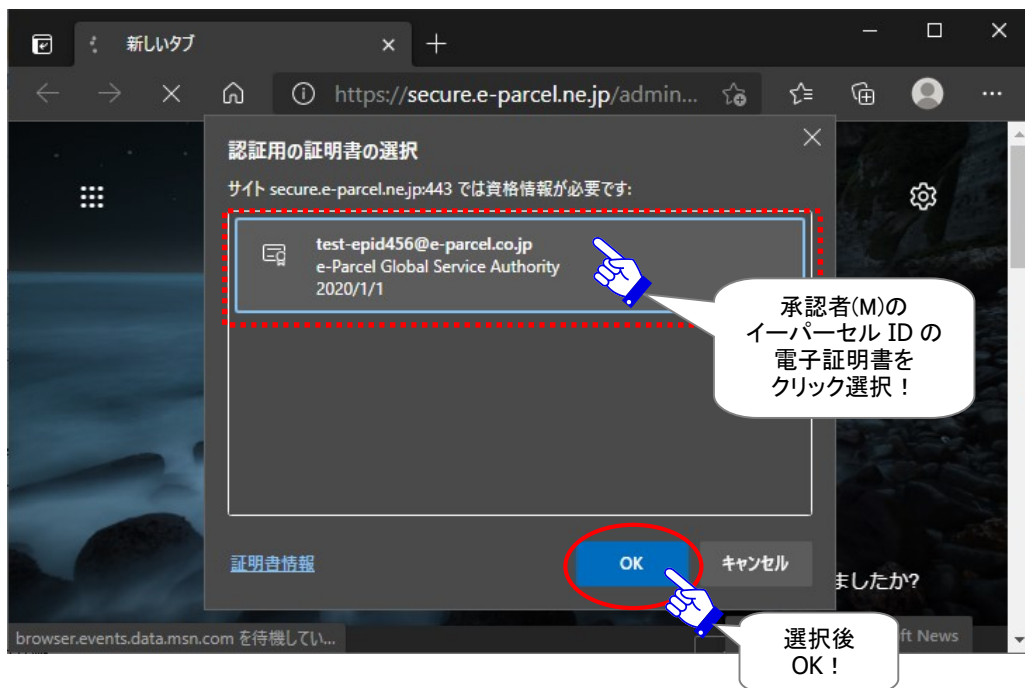 新しいタブ
https://secure.e-parcel.ne.jp/admin...
認証用の証明書の選択
サイト secure.e-parcel.ne.jp:443 では資格情報が必要です:
test-epid456@e-parcel.co.jp
e-Parcel Global Service Authority
2020/1/1
承認者(M)の
イーパーセル ID の
電子証明書を
クリック選択！
証明書情報
OK
キャンセル
ましたか?
browser.events.data.msn.com を待機してい...
ft News
選択後
OK！